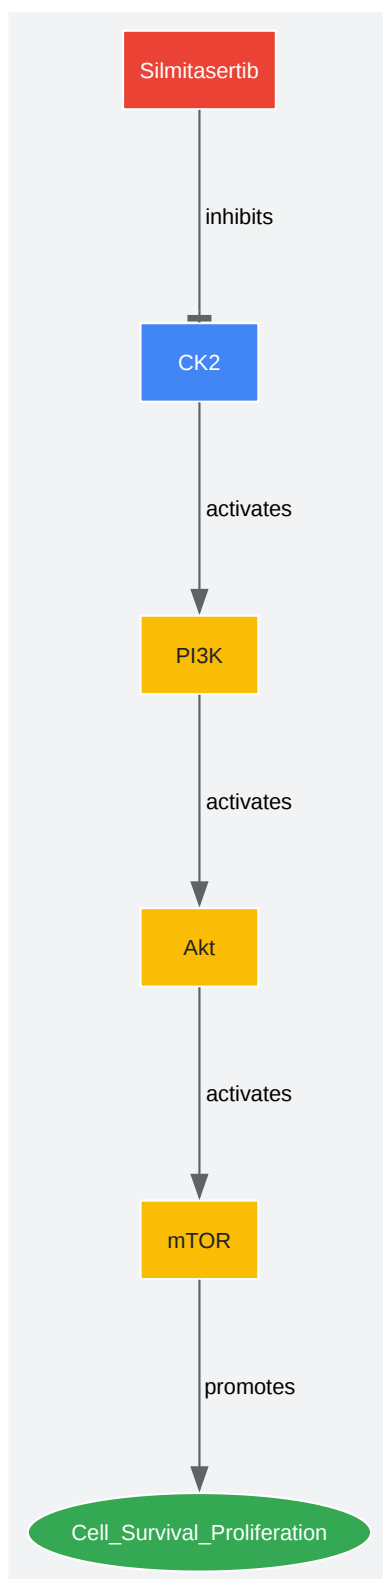 Silmitasertib
inhibits
CK2
activates
PI3K
activates
Akt
activates
mTOR
promotes
Cell_Survival_Proliferation